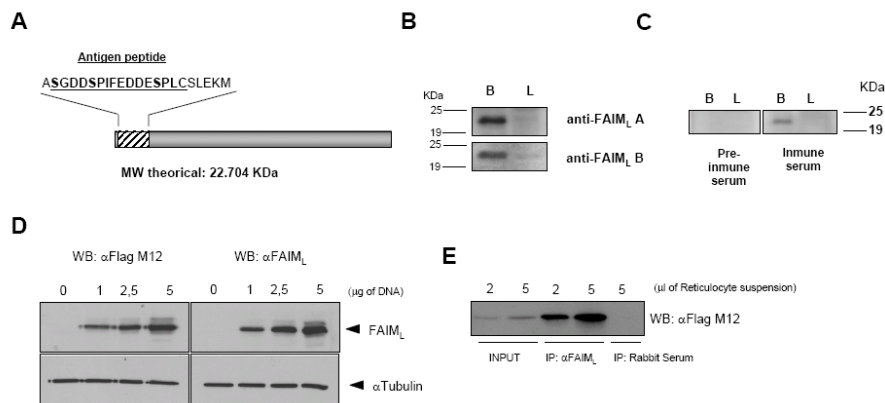 A
Antigen peptide
ASGDDSPIFEDDESPLCSLEKM
MW theorical: 22.704 KDa
B
KDa
B L
25
19
anti-FAIML A
25
19
anti-FAIML B
C
B L B L
KDa
25
19
Pre-inmune serum
Inmune serum
D
WB: αFlag M12
WB: αFAIML
0 1 2,5 5 0 1 2,5 5 (μg of DNA)
FAIML
αTubulin
E
2 5 2 5 5 (μl of Reticulocyte suspension)
WB: αFlag M12
INPUT IP: αFAIML IP: Rabbit Serum